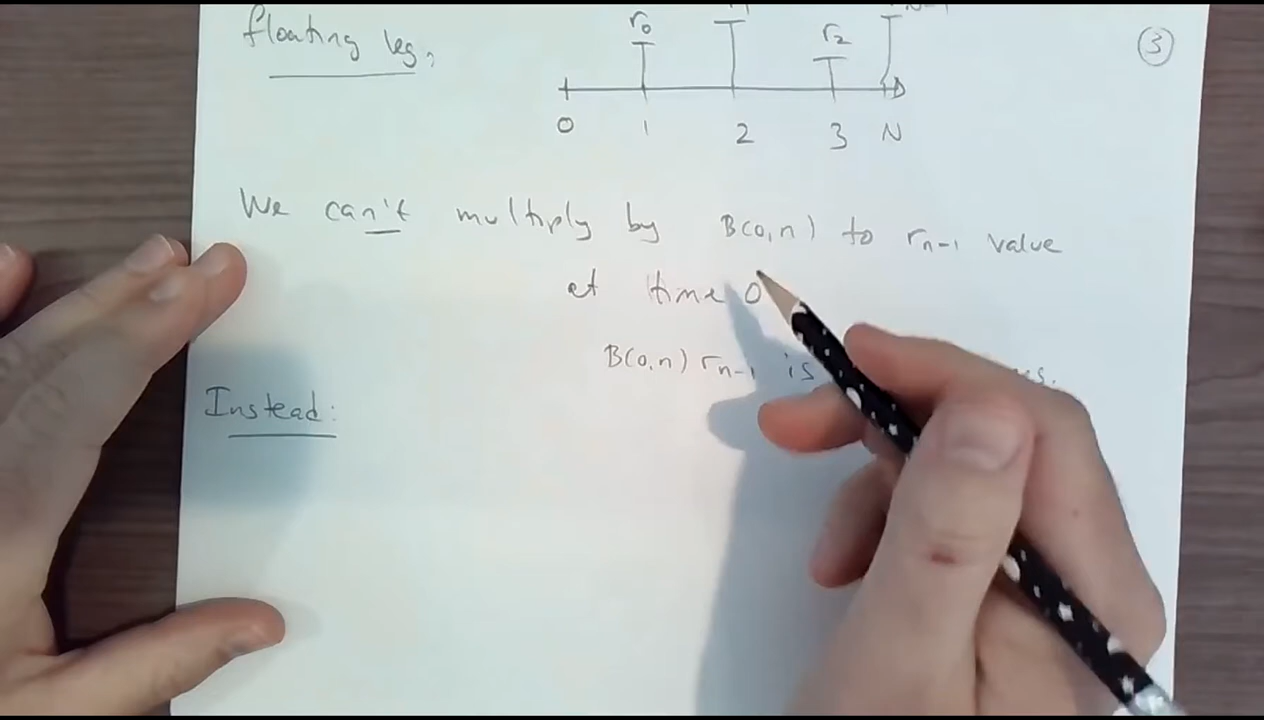 floating leg,
r0
r2
3
0 1 2 3 N
We can't multiply by B(0,n) to rn-1 value
at time 0
B(0,n) rn-1 is
Instead: